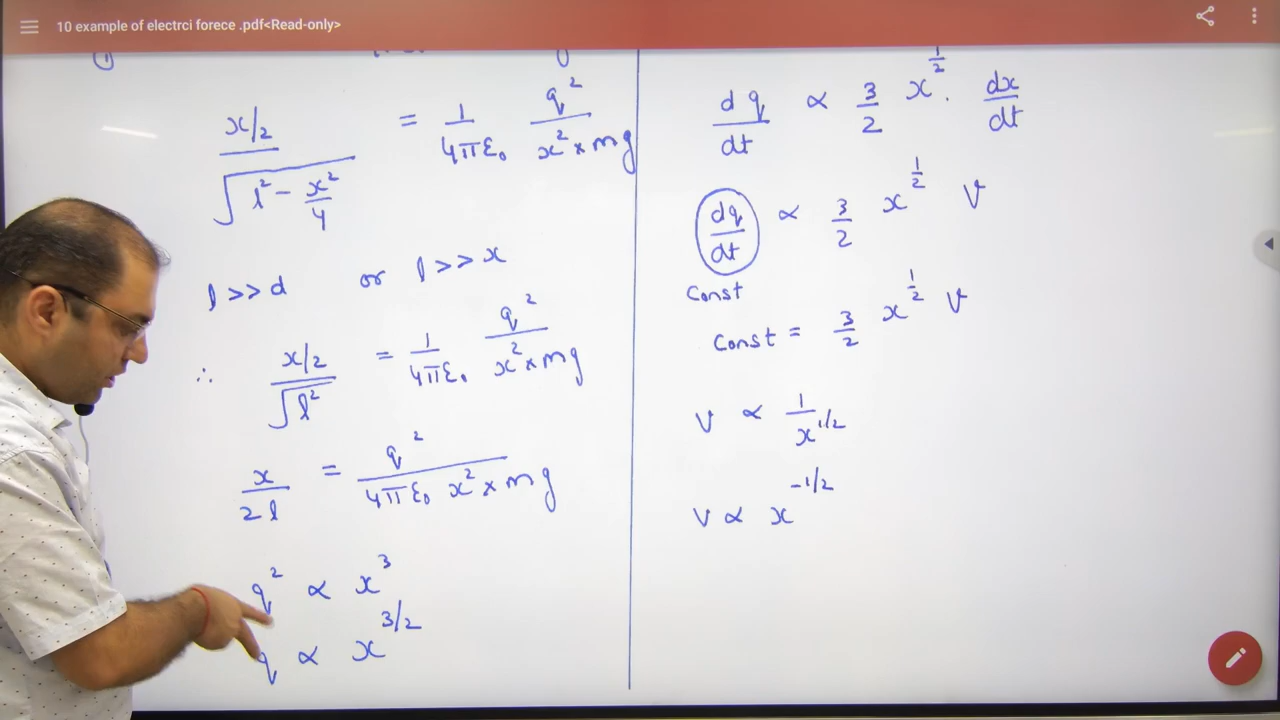 10 example of electrci forece .pdf<Read-only>
①
x/2 / √(l² − x²/4) = 1/4πε₀ q²/x² × mg
l >> d or l >> x
∴ x/2 / √l² = 1/4πε₀ q²/x² × mg
x/2l = q²/4πε₀ x² × mg
q² ∝ x³
q ∝ x^3/2
dq/dt ∝ 3/2 x^1/2 . dx/dt
dq/dt ∝ 3/2 x^1/2 V
Const
Const = 3/2 x^1/2 V
V ∝ 1/x^1/2
V ∝ x^-1/2